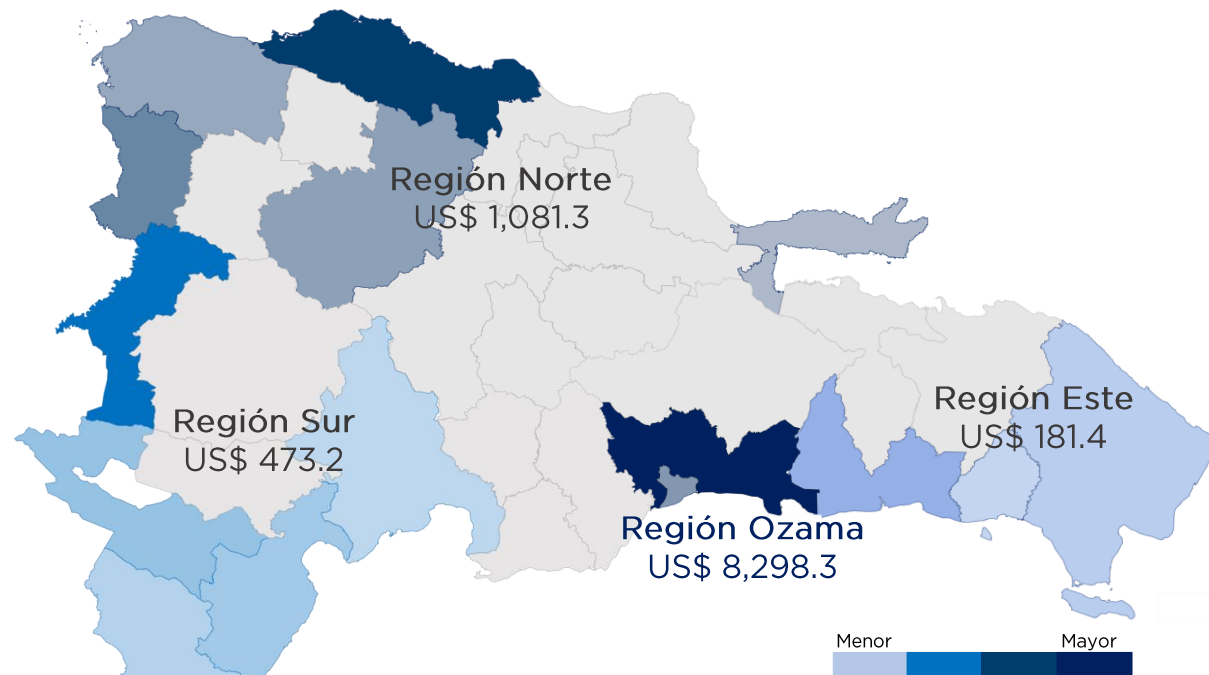 Región Norte
US$ 1,081.3
Región Este
US$ 181.4
Región Sur
US$ 473.2
Región Ozama
US$ 8,298.3
Menor
Mayor